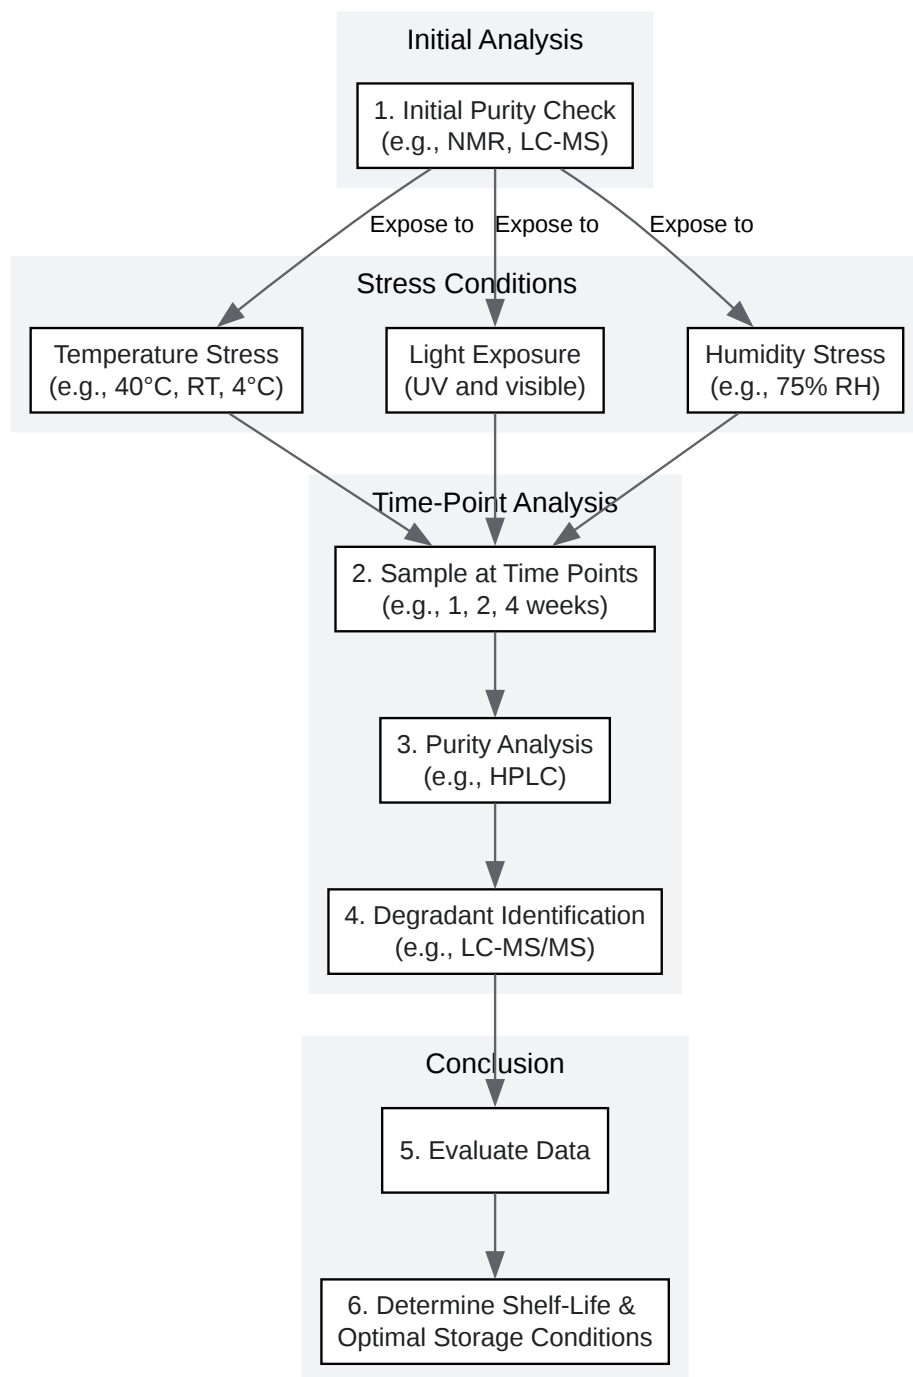 Initial Analysis
1. Initial Purity Check
(e.g., NMR, LC-MS)
Expose to
Expose to
Expose to
Stress Conditions
Temperature Stress
(e.g., 40°C, RT, 4°C)
Light Exposure
(UV and visible)
Humidity Stress
(e.g., 75% RH)
Time-Point Analysis
2. Sample at Time Points
(e.g., 1, 2, 4 weeks)
3. Purity Analysis
(e.g., HPLC)
4. Degradant Identification
(e.g., LC-MS/MS)
Conclusion
5. Evaluate Data
6. Determine Shelf-Life &
Optimal Storage Conditions